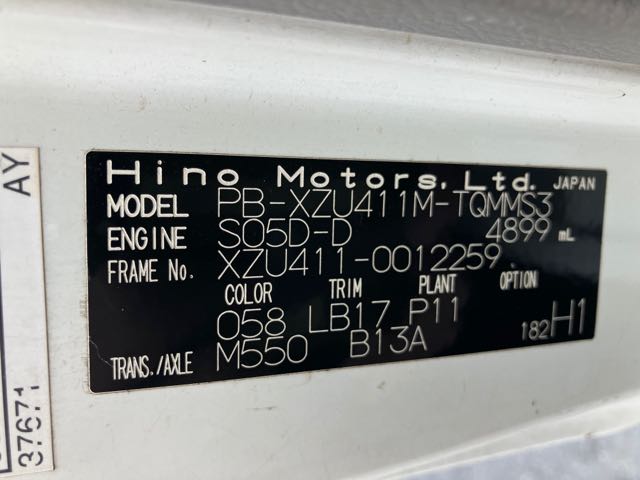 Hino Motors, Ltd. JAPAN
MODEL PB-XZU411M-TQMMS3
ENGINE S05D-D 4899 mL
FRAME No. XZU411-0012259
COLOR TRIM PLANT OPTION
058 LB17 P11
182 H1
TRANS./AXLE M550 B13A
AY
37671